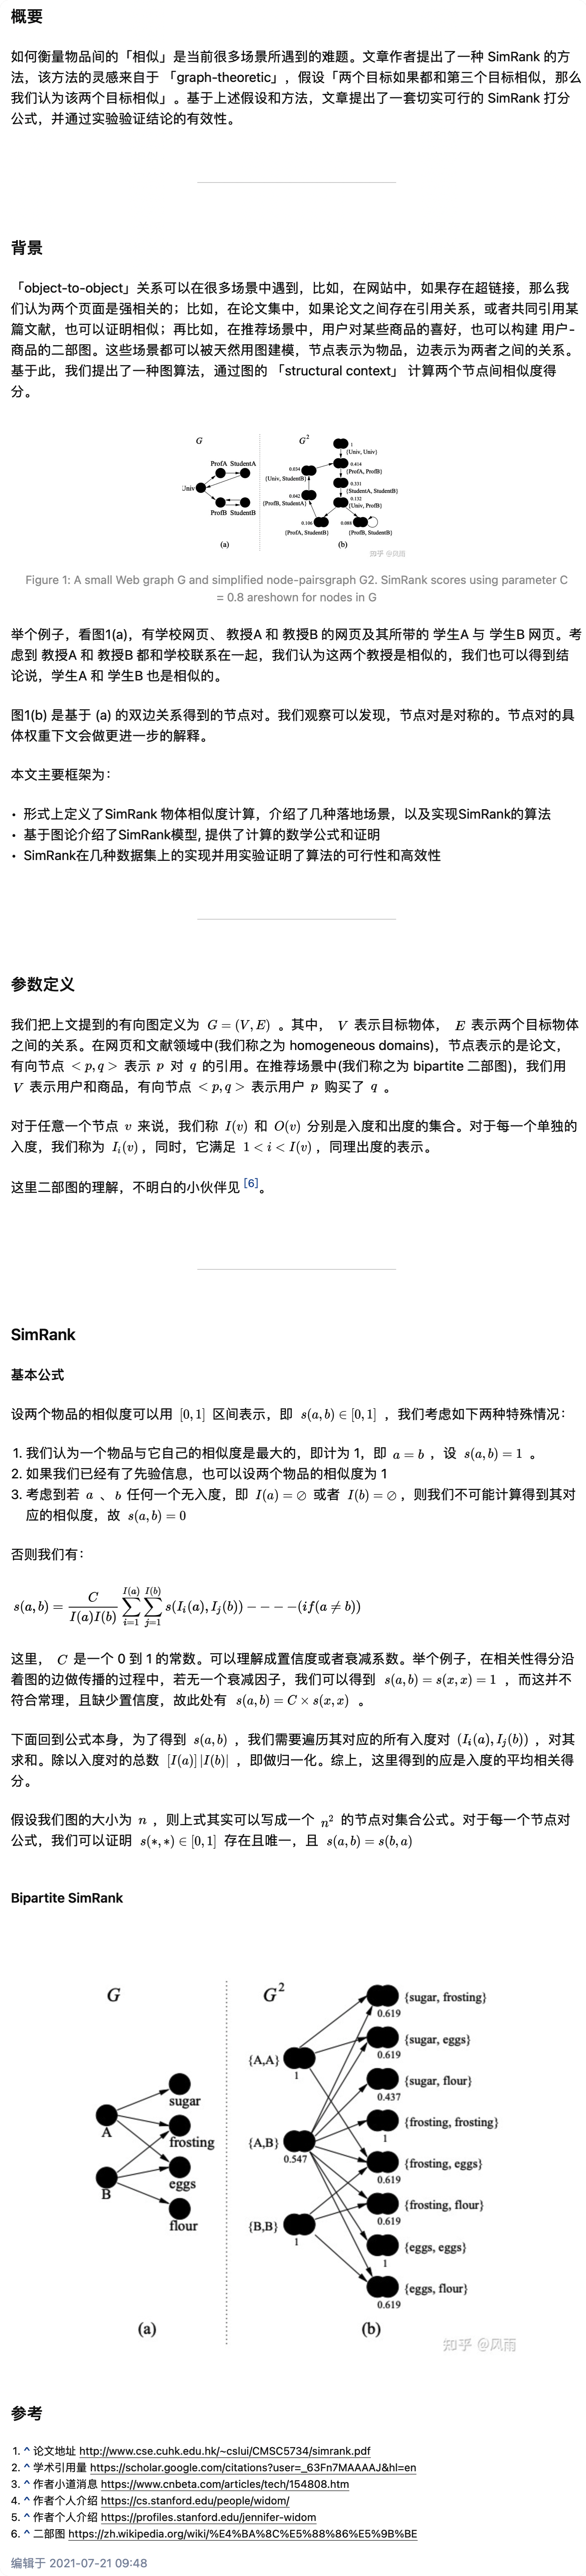 概要
如何衡量物品间的「相似」是当前很多场景所遇到的难题。文章作者提出了一种 SimRank 的方
法，该方法的灵感来自于 「graph-theoretic」，假设「两个目标如果都和第三个目标相似，那么
我们认为该两个目标相似」。基于上述假设和方法，文章提出了一套切实可行的 SimRank 打分
公式，并通过实验验证结论的有效性。
背景
「object-to-object」关系可以在很多场景中遇到，比如，在网站中，如果存在超链接，那么我
们认为两个页面是强相关的；比如，在论文集中，如果论文之间存在引用关系，或者共同引用某
篇文献，也可以证明相似；再比如，在推荐场景中，用户对某些商品的喜好，也可以构建 用户-
商品的二部图。这些场景都可以被天然用图建模，节点表示为物品，边表示为两者之间的关系。
基于此，我们提出了一种图算法，通过图的 「structural context」 计算两个节点间相似度得
分。
G
ProfA StudentA
Univ
ProfB StudentB
(a)
G²
1
{Univ, Univ}
0.414
{ProfA, ProfB}
0.331
{StudentA, StudentB}
0.132
{Univ, ProfB}
0.034
{Univ, StudentB}
0.042
{ProfB, StudentB}
0.106
{ProfA, StudentB}
0.088
{ProfB, StudentB}
(b)
知乎 @风雨
Figure 1: A small Web graph G and simplified node-pairsgraph G2. SimRank scores using parameter C
= 0.8 areshown for nodes in G
举个例子，看图1(a)，有学校网页、 教授A 和 教授B 的网页及其所带的 学生A 与 学生B 网页。考
虑到 教授A 和 教授B 都和学校联系在一起，我们认为这两个教授是相似的，我们也可以得到结
论说，学生A 和 学生B 也是相似的。
图1(b) 是基于 (a) 的双边关系得到的节点对。我们观察可以发现，节点对是对称的。节点对的具
体权重下文会做更进一步的解释。
本文主要框架为：
• 形式上定义了SimRank 物体相似度计算，介绍了几种落地场景，以及实现SimRank的算法
• 基于图论介绍了SimRank模型, 提供了计算的数学公式和证明
• SimRank在几种数据集上的实现并用实验证明了算法的可行性和高效性
参数定义
我们把上文提到的有向图定义为 G = (V, E) 。其中， V 表示目标物体， E 表示两个目标物体
之间的关系。在网页和文献领域中(我们称之为 homogeneous domains)，节点表示的是论文，
有向节点 < p, q > 表示 p 对 q 的引用。在推荐场景中(我们称之为 bipartite 二部图)，我们用
V 表示用户和商品，有向节点 < p, q > 表示用户 p 购买了 q 。
对于任意一个节点 v 来说，我们称 I(v) 和 O(v) 分别是入度和出度的集合。对于每一个单独的
入度，我们称为 Iᵢ(v)，同时，它满足 1 < i < I(v)，同理出度的表示。
这里二部图的理解，不明白的小伙伴见 [6]。
SimRank
基本公式
设两个物品的相似度可以用 [0, 1] 区间表示，即 s(a, b) ∈ [0, 1] ，我们考虑如下两种特殊情况：
1. 我们认为一个物品与它自己的相似度是最大的，即计为 1，即 a = b ，设 s(a, b) = 1 。
2. 如果我们已经有了先验信息，也可以设两个物品的相似度为 1
3. 考虑到若 a 、 b 任何一个无入度，即 I(a) = ∅ 或者 I(b) = ∅ ，则我们不可能计算得到其对
应的相似度，故 s(a, b) = 0
否则我们有：
s(a, b) = C / (I(a)I(b)) ∑_{i=1}^{I(a)} ∑_{j=1}^{I(b)} s(Iᵢ(a), Iⱼ(b)) − − − −(if(a ≠ b))
这里， C 是一个 0 到 1 的常数。可以理解成置信度或者衰减系数。举个例子，在相关性得分沿
着图的边做传播的过程中，若无一个衰减因子，我们可以得到 s(a, b) = s(x, x) = 1 ，而这并不
符合常理，且缺少置信度，故此处有 s(a, b) = C × s(x, x) 。
下面回到公式本身，为了得到 s(a, b) ，我们需要遍历其对应的所有入度对 (Iᵢ(a), Iⱼ(b)) ，对其
求和。除以入度对的总数 [I(a)] |I(b)| ，即做归一化。综上，这里得到的应是入度的平均相关得
分。
假设我们图的大小为 n ，则上式其实可以写成一个 n² 的节点对集合公式。对于每一个节点对
公式，我们可以证明 s(∗, ∗) ∈ [0, 1] 存在且唯一，且 s(a, b) = s(b, a)
Bipartite SimRank
G
A
B
sugar
frosting
eggs
flour
(a)
G²
{A,A}
1
{A,B}
0.547
{B,B}
1
{sugar, frosting}
0.619
{sugar, eggs}
0.619
{sugar, flour}
0.437
{frosting, frosting}
1
{frosting, eggs}
0.619
{frosting, flour}
0.619
{eggs, eggs}
1
{eggs, flour}
0.619
(b)
知乎 @风雨
参考
1. ^ 论文地址 http://www.cse.cuhk.edu.hk/~cslui/CMSC5734/simrank.pdf
2. ^ 学术引用量 https://scholar.google.com/citations?user=_63Fn7MAAAAJ&hl=en
3. ^ 作者小道消息 https://www.cnbeta.com/articles/tech/154808.htm
4. ^ 作者个人介绍 https://cs.stanford.edu/people/widom/
5. ^ 作者个人介绍 https://profiles.stanford.edu/jennifer-widom
6. ^ 二部图 https://zh.wikipedia.org/wiki/%E4%BA%8C%E5%88%86%E5%9B%BE
编辑于 2021-07-21 09:48